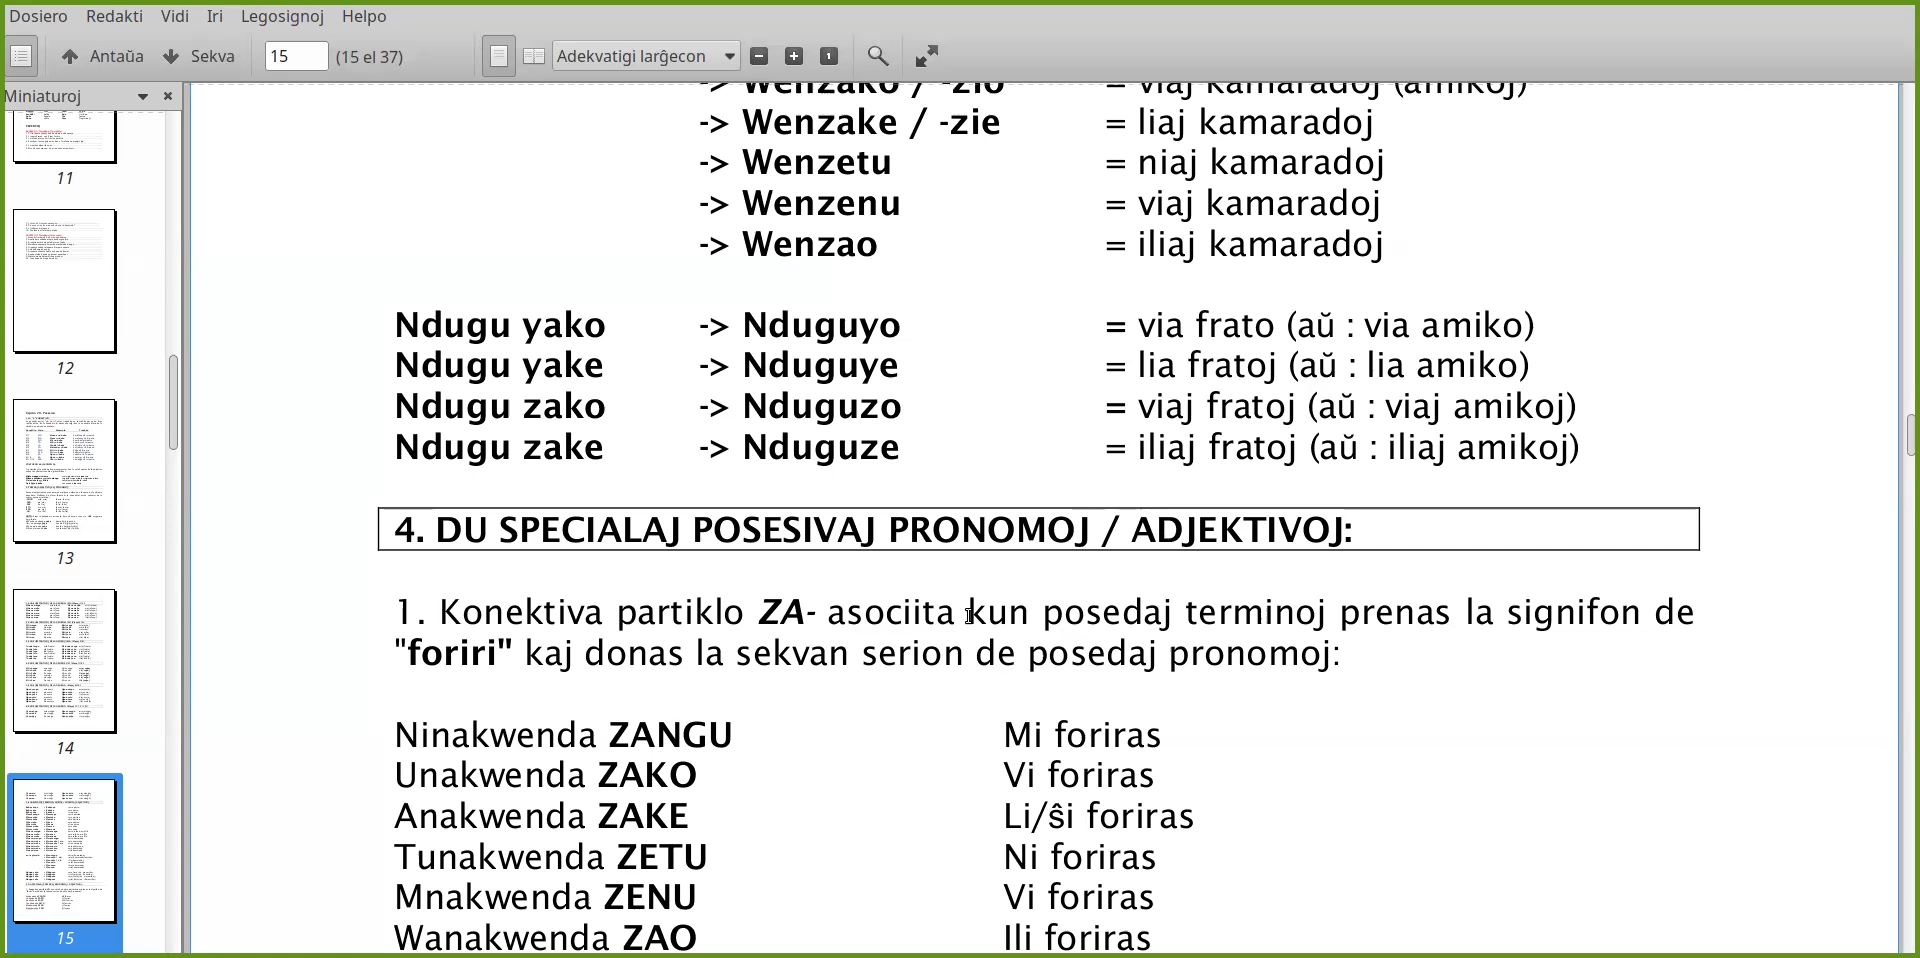 Dosiero Redakti Vidi Iri Legosignoj Helpo
Antaŭa Sekva 15 (15 el 37) Adekvatigi larĝecon
Miniaturoj
11
12
13
14
15
-> Wenzako / -zio = viaj kamaradoj (amikoj)
-> Wenzake / -zie = liaj kamaradoj
-> Wenzetu = niaj kamaradoj
-> Wenzenu = viaj kamaradoj
-> Wenzao = iliaj kamaradoj
Ndugu yako -> Nduguyo = via frato (aŭ : via amiko)
Ndugu yake -> Nduguye = lia fratoj (aŭ : lia amiko)
Ndugu zako -> Nduguzo = viaj fratoj (aŭ : viaj amikoj)
Ndugu zake -> Nduguze = iliaj fratoj (aŭ : iliaj amikoj)
4. DU SPECIALAJ POSESIVAJ PRONOMOJ / ADJEKTIVOJ:
1. Konektiva partiklo ZA- asociita kun posedaj terminoj prenas la signifon de
"foriri" kaj donas la sekvan serion de posedaj pronomoj:
Ninakwenda ZANGU Mi foriras
Unakwenda ZAKO Vi foriras
Anakwenda ZAKE Li/ŝi foriras
Tunakwenda ZETU Ni foriras
Mnakwenda ZENU Vi foriras
Wanakwenda ZAO Ili foriras